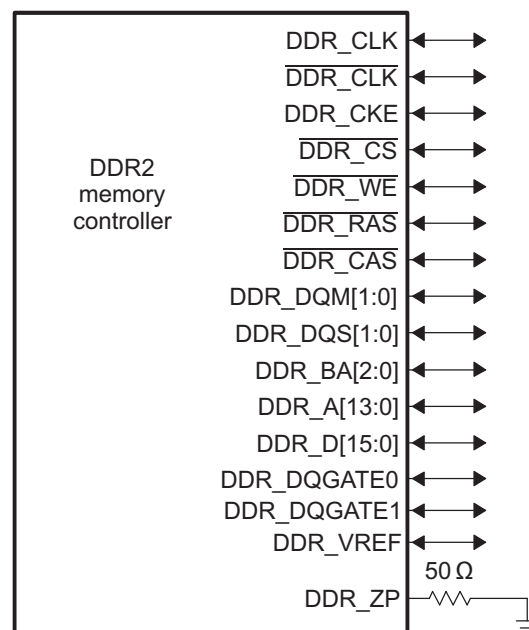 DDR_CLK
DDR_CLK
DDR_CKE
DDR_CS
DDR2
memory
controller
DDR_WE
DDR_RAS
DDR_CAS
DDR_DQM[1:0]
DDR_DQS[1:0]
DDR_BA[2:0]
DDR_A[13:0]
DDR_D[15:0]
DDR_DQGATE0
DDR_DQGATE1
DDR_VREF
50 Ω
DDR_ZP